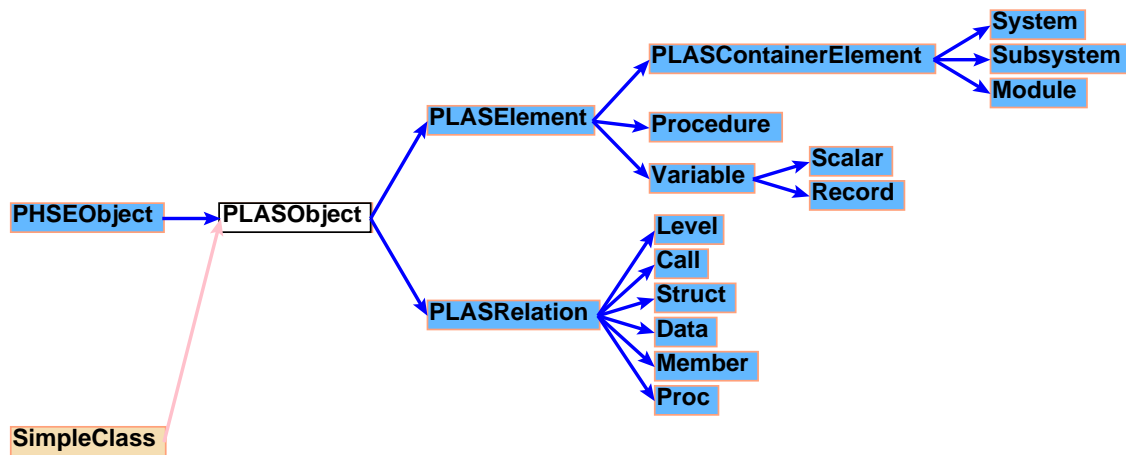 System
PLASContainerElement
Subsystem
Module
PLASElement
Procedure
Scalar
Variable
Record
PHSEObject
PLASObject
Level
Call
Struct
PLASRelation
Data
Member
Proc
SimpleClass